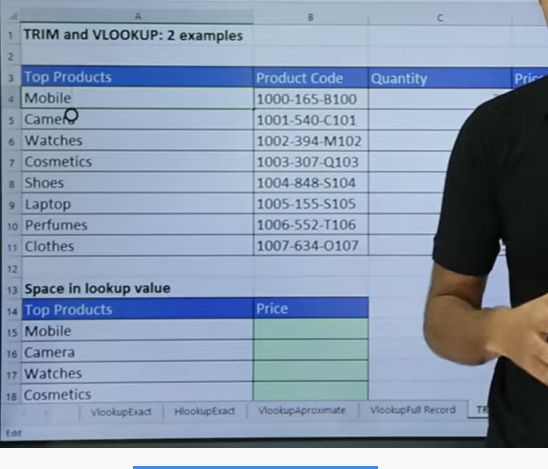 A B C
1 TRIM and VLOOKUP: 2 examples
2
3 Top Products Product Code Quantity
4 Mobile 1000-165-B100
5 Camera 1001-540-C101
6 Watches 1002-394-M102
7 Cosmetics 1003-307-Q103
8 Shoes 1004-848-S104
9 Laptop 1005-155-S105
10 Perfumes 1006-552-T106
11 Clothes 1007-634-O107
12
13 Space in lookup value
14 Top Products Price
15 Mobile
16 Camera
17 Watches
18 Cosmetics
VlookupExact HlookupExact VlookupAproximate VlookupFull Record
Edit